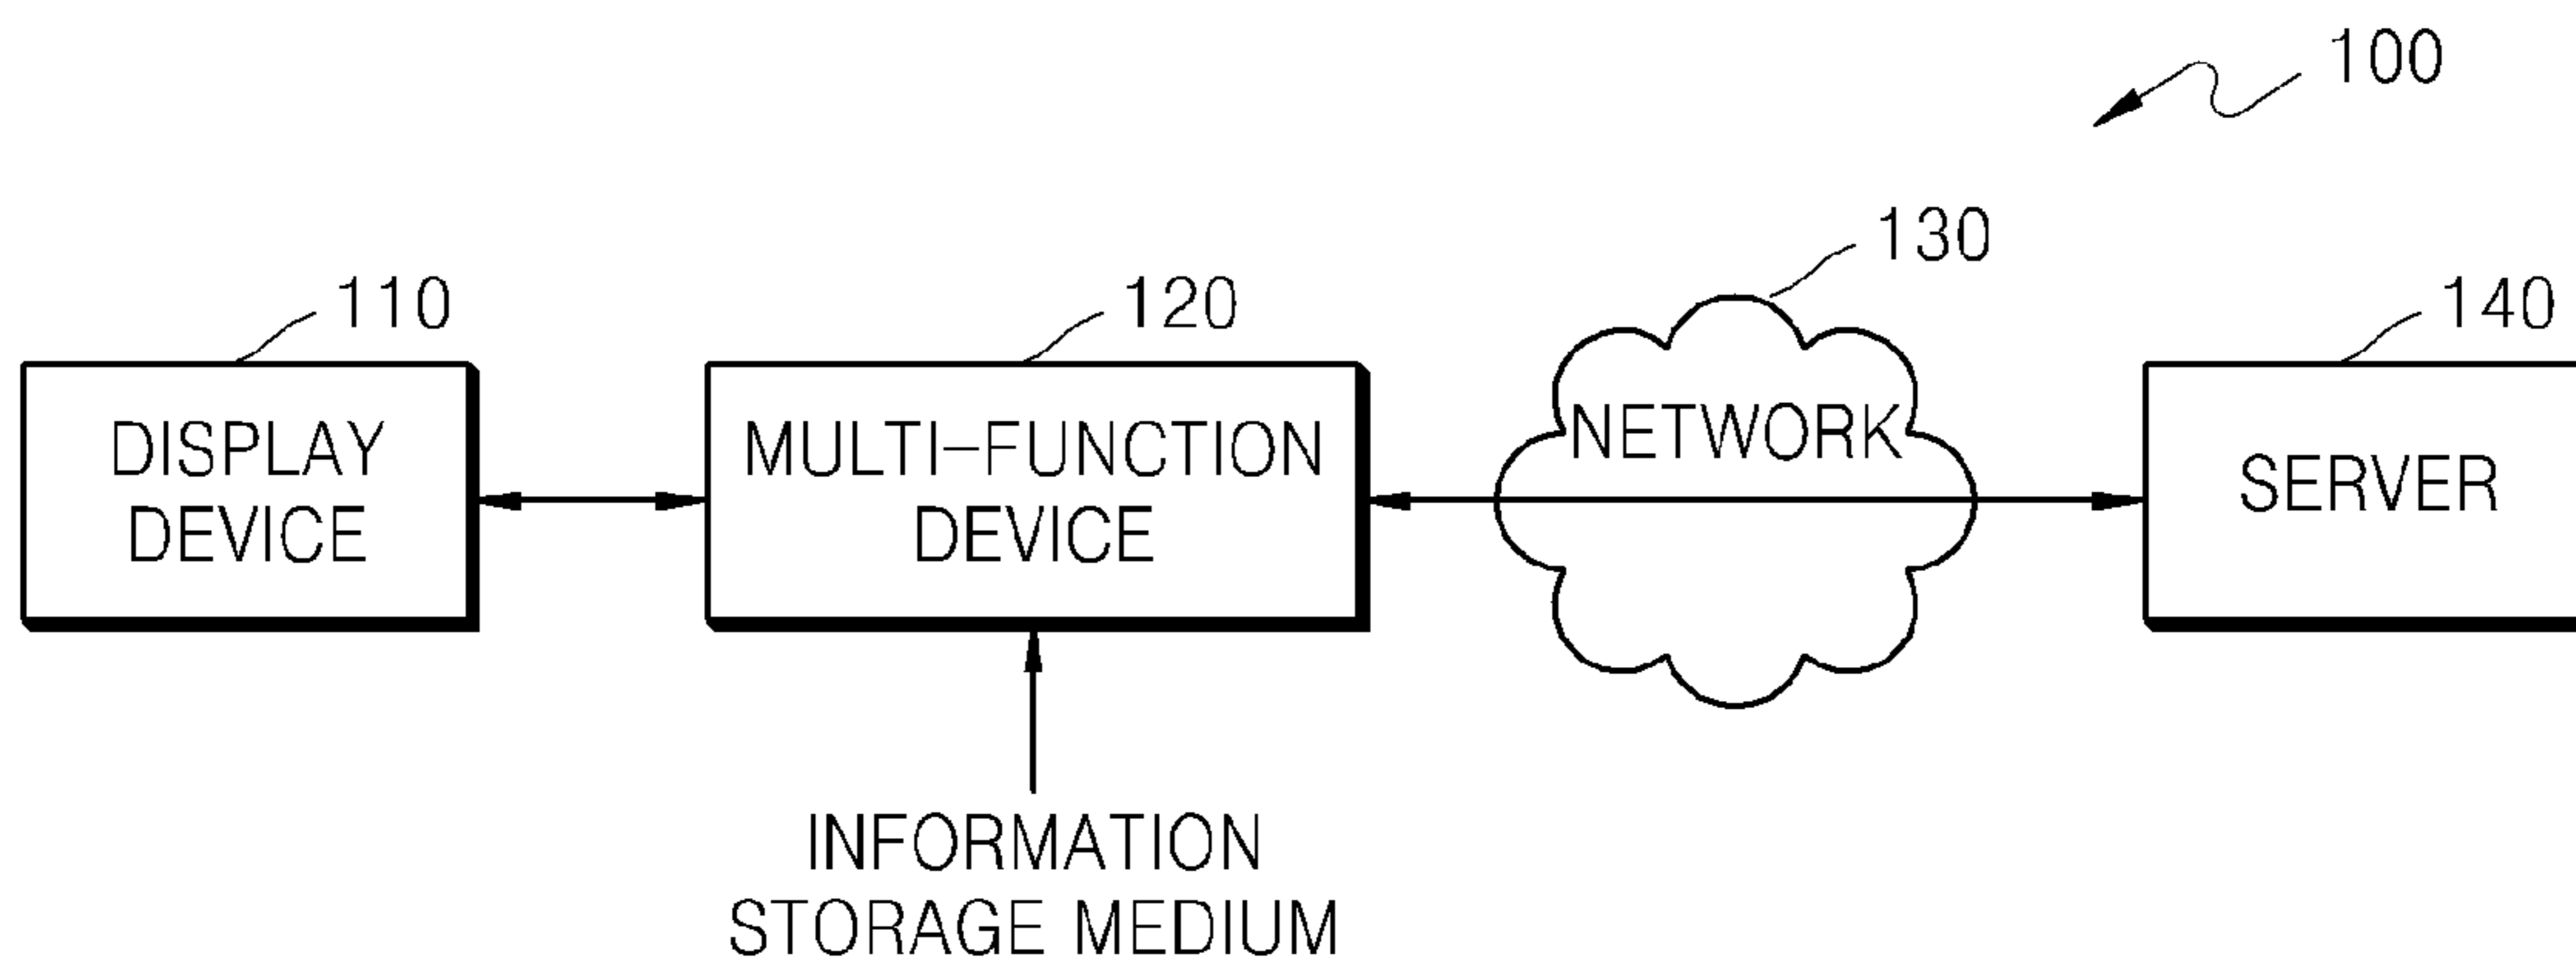 100
130
110
120
140
DISPLAY
DEVICE
MULTI-FUNCTION
DEVICE
NETWORK
SERVER
INFORMATION
STORAGE MEDIUM